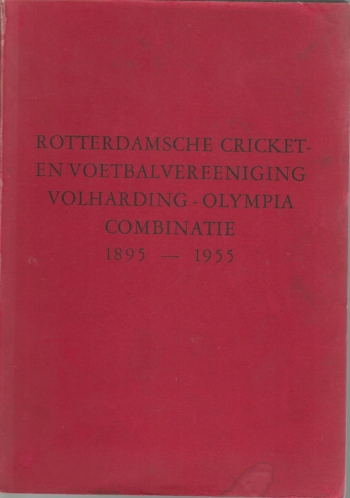 ROTTERDAMSCHE CRICKET-
EN VOETBALVEREENIGING
VOLHARDING - OLYMPIA
COMBINATIE
1895 — 1955